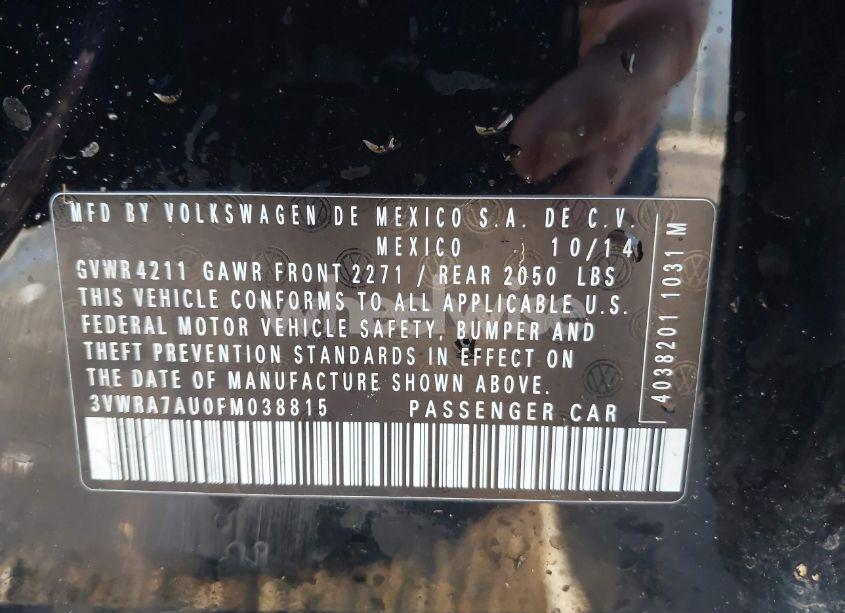 MFD BY VOLKSWAGEN DE MEXICO S.A. DE C.V.
MEXICO 10/14
GVWR 4211 GAWR FRONT 2271 / REAR 2050 LBS
THIS VEHICLE CONFORMS TO ALL APPLICABLE U.S.
FEDERAL MOTOR VEHICLE SAFETY, BUMPER AND
THEFT PREVENTION STANDARDS IN EFFECT ON
THE DATE OF MANUFACTURE SHOWN ABOVE.
3VWRA7AU0FM038815 PASSENGER CAR
4038201 1031 M
wheelwise